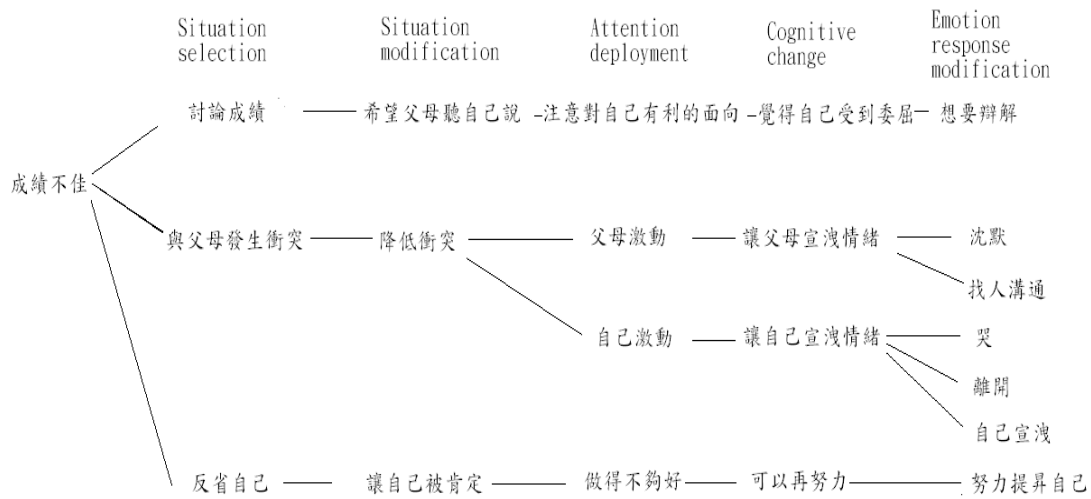 Situation selection
Situation modification
Attention deployment
Cognitive change
Emotion response modification
討論成績 希望父母聽自己說 -注意對自己有利的面向 -覺得自己受到委屈 想要辯解
成績不佳
與父母發生衝突 降低衝突 父母激動 讓父母宣洩情緒 沈默
找人溝通
自己激動 讓自己宣洩情緒 哭
離開
自己宣洩
反省自己 讓自己被肯定 做得不夠好 可以再努力 努力提昇自己